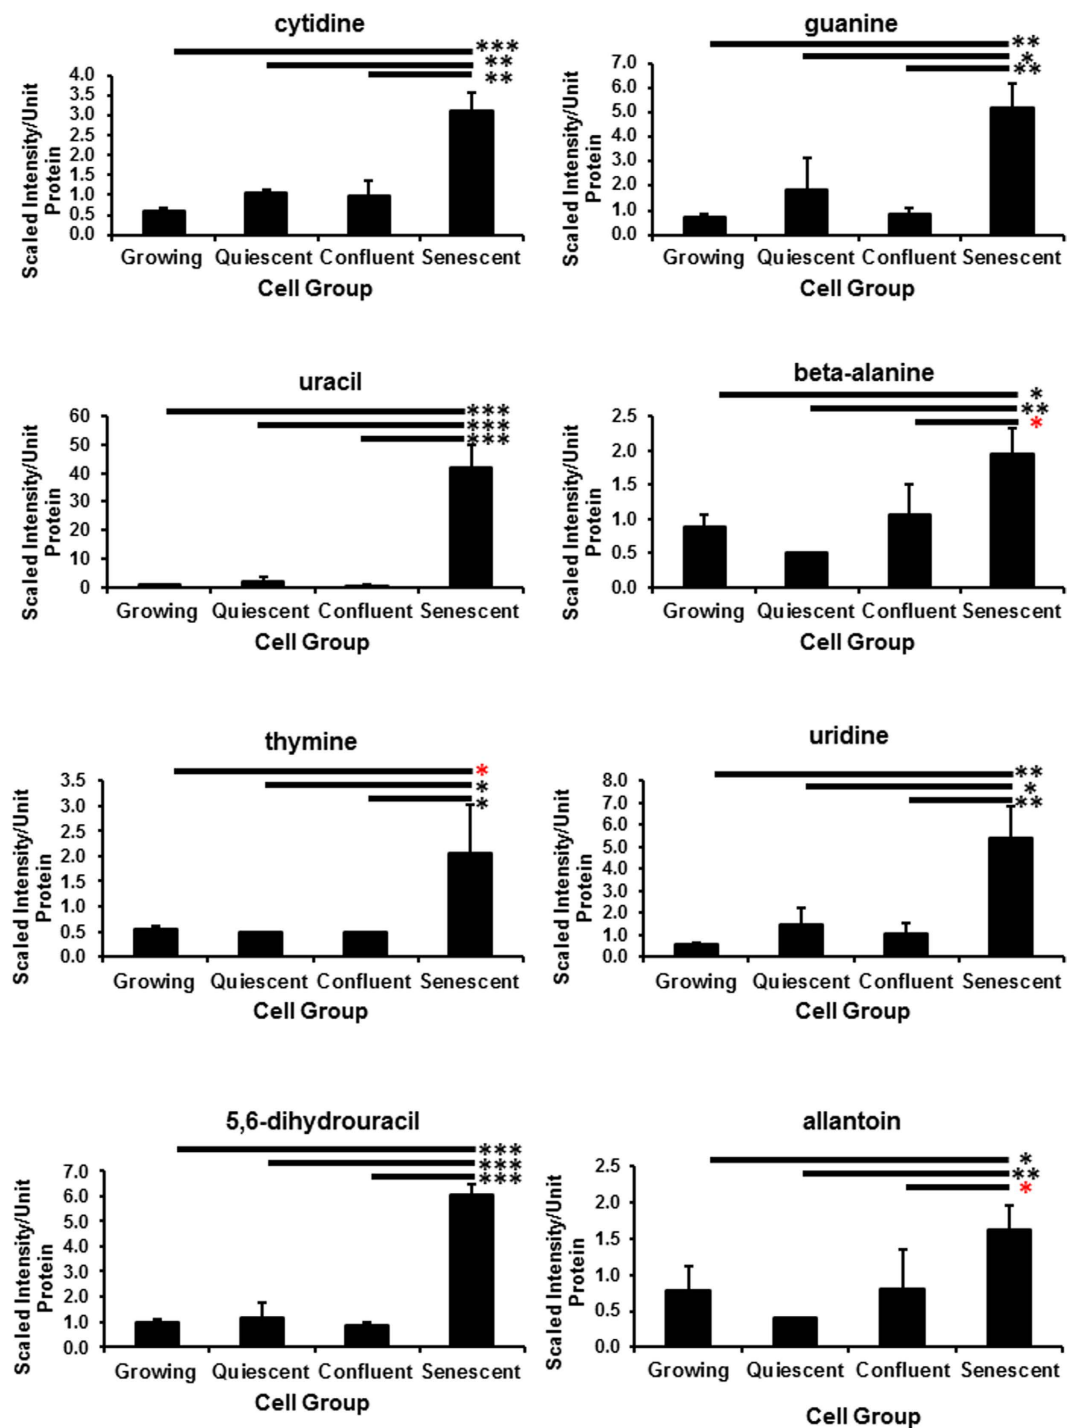 cytidine
***
**
**
4.0
3.5
3.0
2.5
2.0
1.5
1.0
0.5
0.0
Scaled Intensity/Unit
Protein
Growing Quiescent Confluent Senescent
Cell Group
guanine
**
*
**
7.0
6.0
5.0
4.0
3.0
2.0
1.0
0.0
Scaled Intensity/Unit
Protein
Growing Quiescent Confluent Senescent
Cell Group
uracil
***
***
***
60
50
40
30
20
10
0
Scaled Intensity/Unit
Protein
Growing Quiescent Confluent Senescent
Cell Group
beta-alanine
*
**
*
2.5
2.0
1.5
1.0
0.5
0.0
Scaled Intensity/Unit
Protein
Growing Quiescent Confluent Senescent
Cell Group
thymine
*
*
*
3.5
3.0
2.5
2.0
1.5
1.0
0.5
0.0
Scaled Intensity/Unit
Protein
Growing Quiescent Confluent Senescent
Cell Group
uridine
**
*
**
8.0
7.0
6.0
5.0
4.0
3.0
2.0
1.0
0.0
Scaled Intensity/Unit
Protein
Growing Quiescent Confluent Senescent
Cell Group
5,6-dihydrouracil
***
***
***
7.0
6.0
5.0
4.0
3.0
2.0
1.0
0.0
Scaled Intensity/Unit
Protein
Growing Quiescent Confluent Senescent
Cell Group
allantoin
*
**
*
2.5
2.0
1.5
1.0
0.5
0.0
Scaled Intensity/Unit
Protein
Growing Quiescent Confluent Senescent
Cell Group